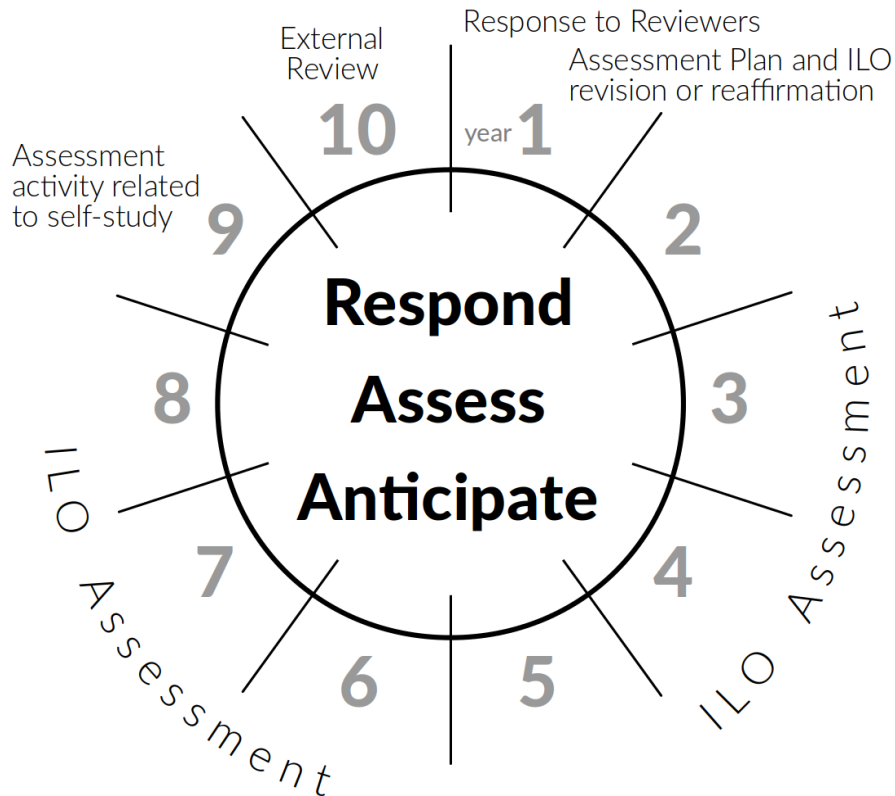 External
Review
Response to Reviewers
Assessment Plan and ILO
revision or reaffirmation
Assessment
activity related
to self-study
year 1
2
3
4
5
6
7
8
9
10
ILO Assessment
ILO Assessment
Respond
Assess
Anticipate